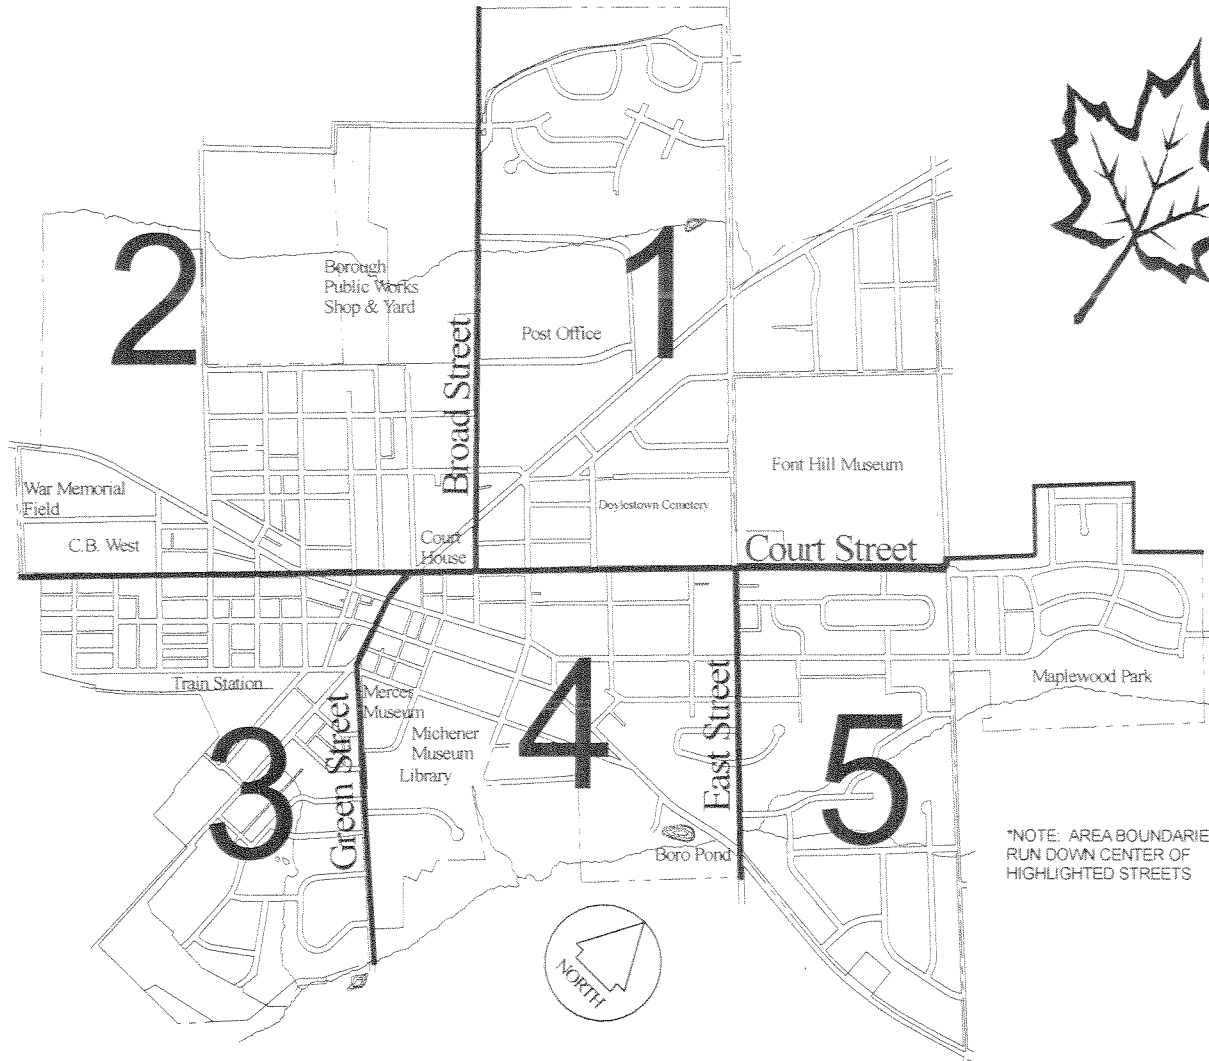 2
1
Borough
Public Works
Shop & Yard
Post Office
Broad Street
War Memorial
Field
C.B. West
Font Hill Museum
Doylestown Cemetery
Court
House
Court Street
Train Station
Mercer
Museum
Michener
Museum
Library
Green Street
3
4
East Street
5
Maplewood Park
Boro Pond
*NOTE: AREA BOUNDARIE
RUN DOWN CENTER OF
HIGHLIGHTED STREETS
NORTH